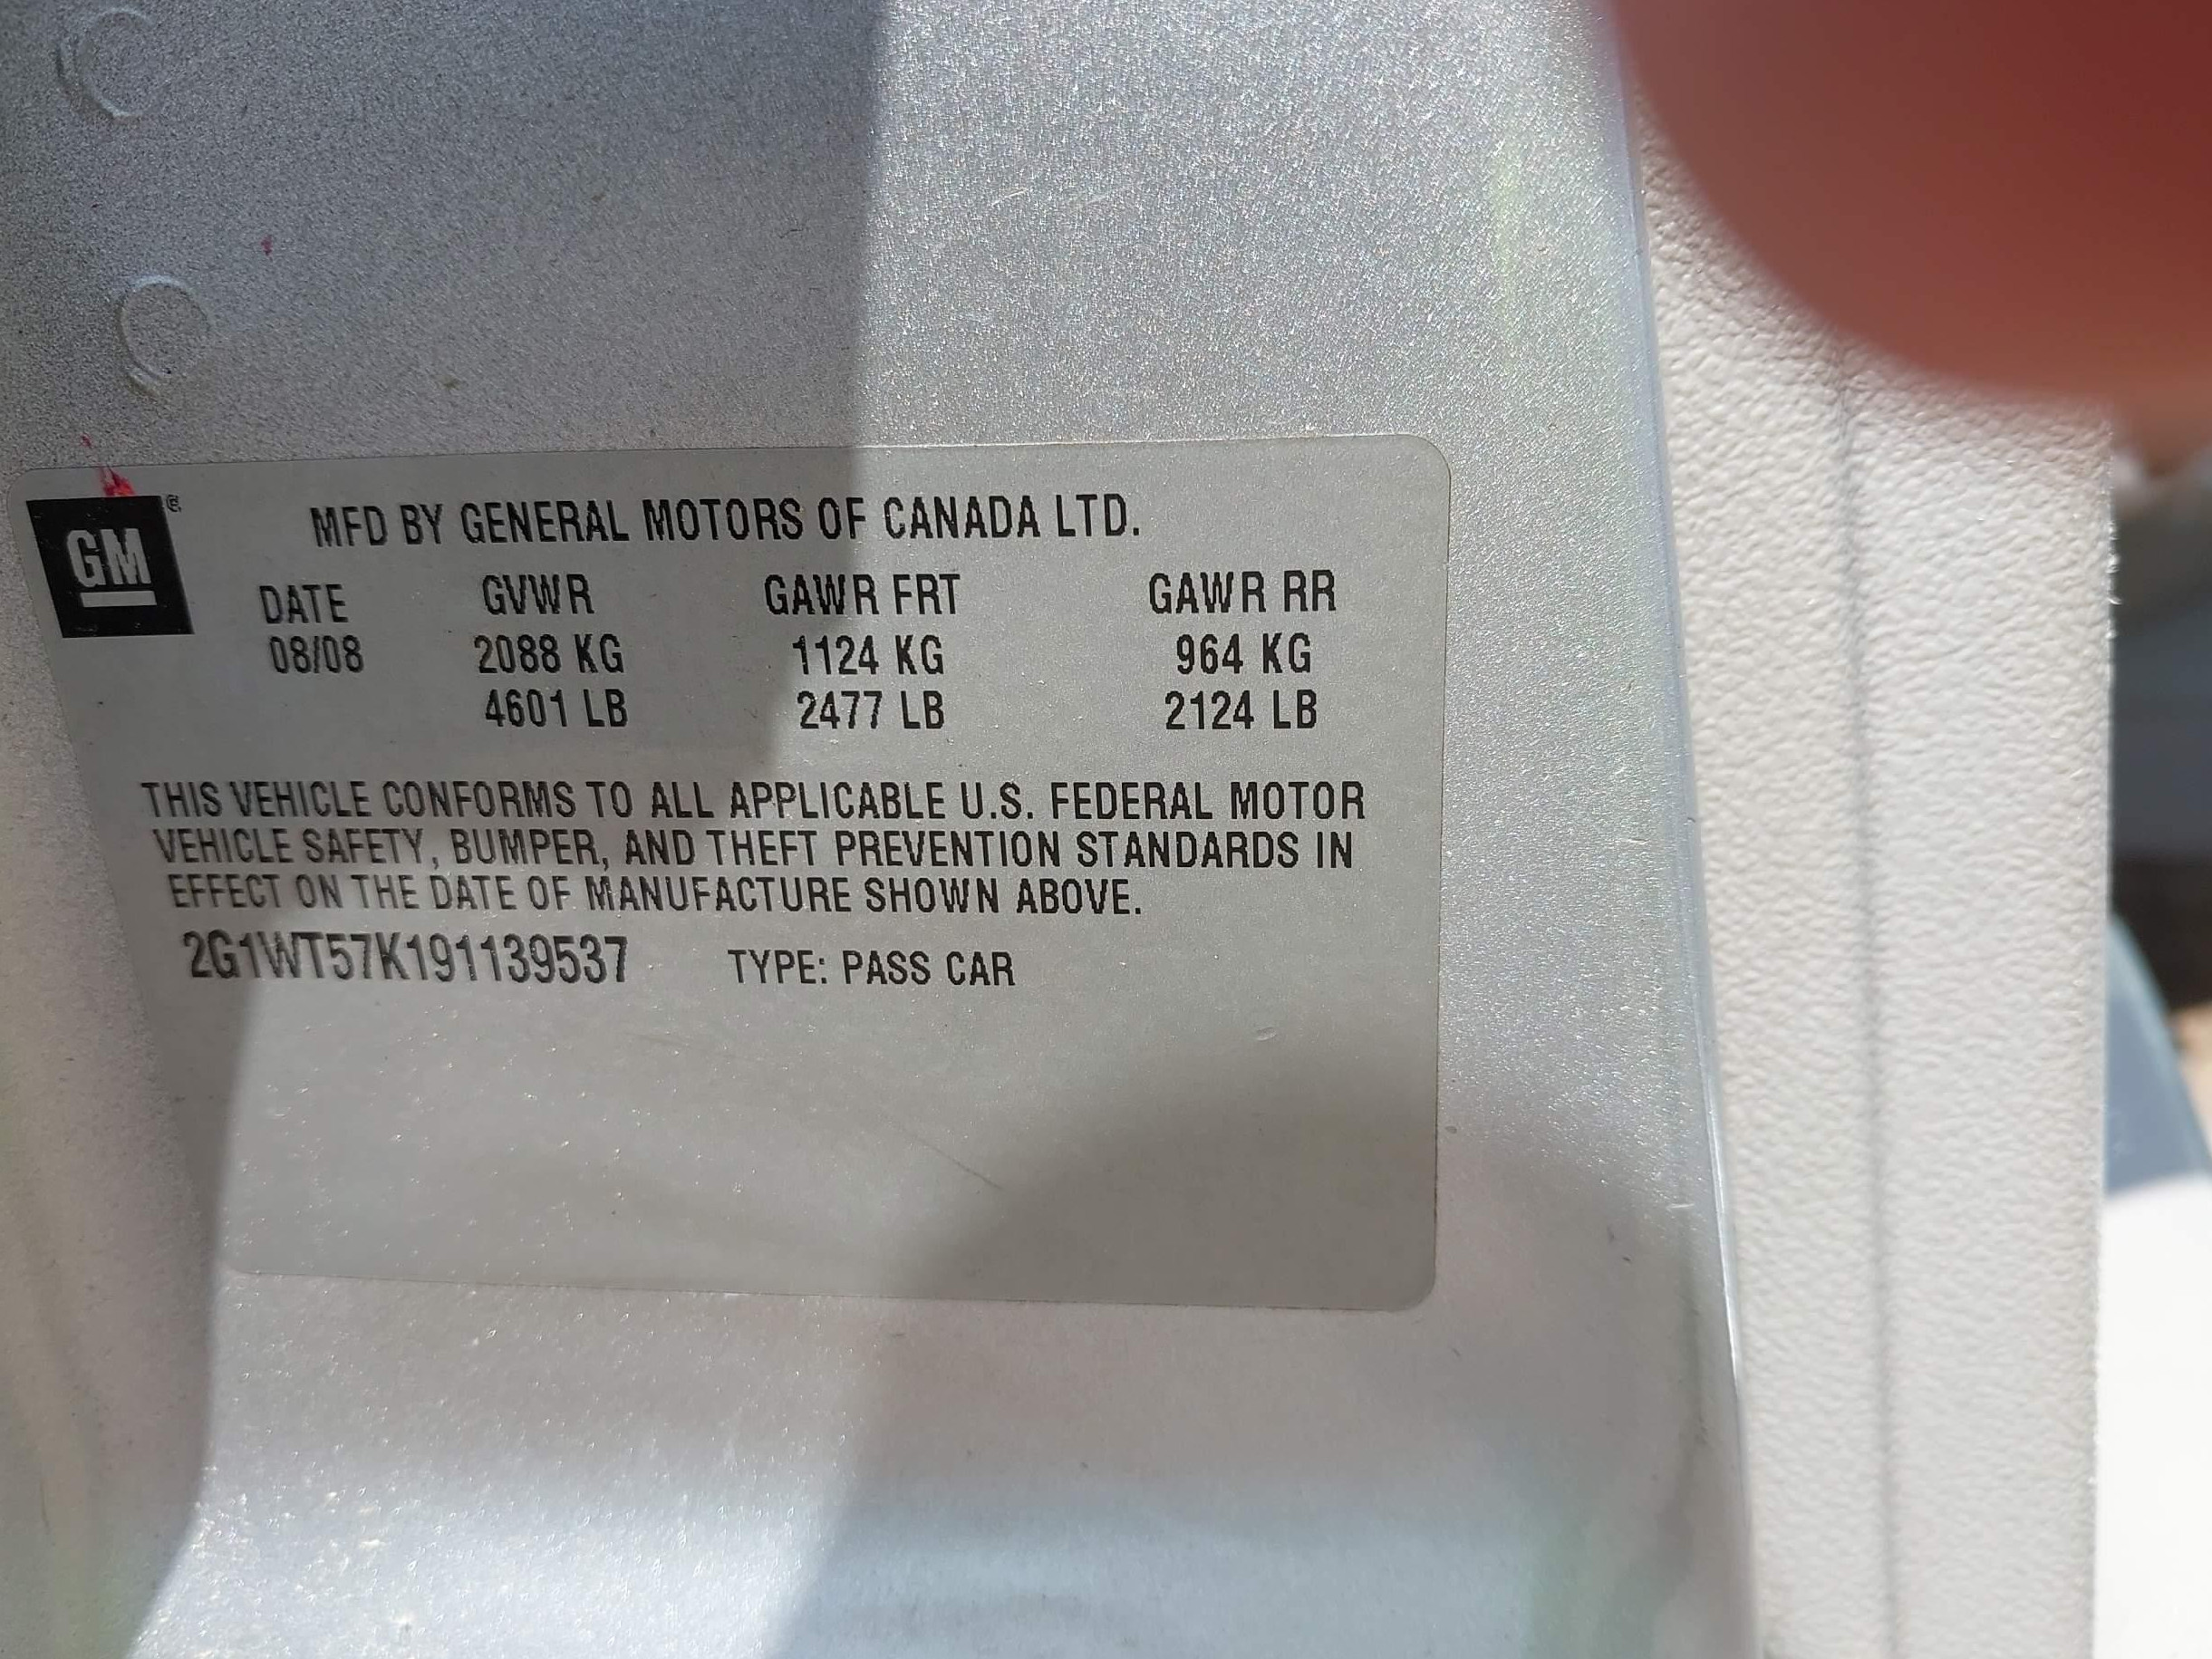 GM®
MFD BY GENERAL MOTORS OF CANADA LTD.
DATE GVWR GAWR FRT GAWR RR
08/08 2088 KG 1124 KG 964 KG
4601 LB 2477 LB 2124 LB
THIS VEHICLE CONFORMS TO ALL APPLICABLE U.S. FEDERAL MOTOR
VEHICLE SAFETY, BUMPER, AND THEFT PREVENTION STANDARDS IN
EFFECT ON THE DATE OF MANUFACTURE SHOWN ABOVE.
2G1WT57K191139537 TYPE: PASS CAR